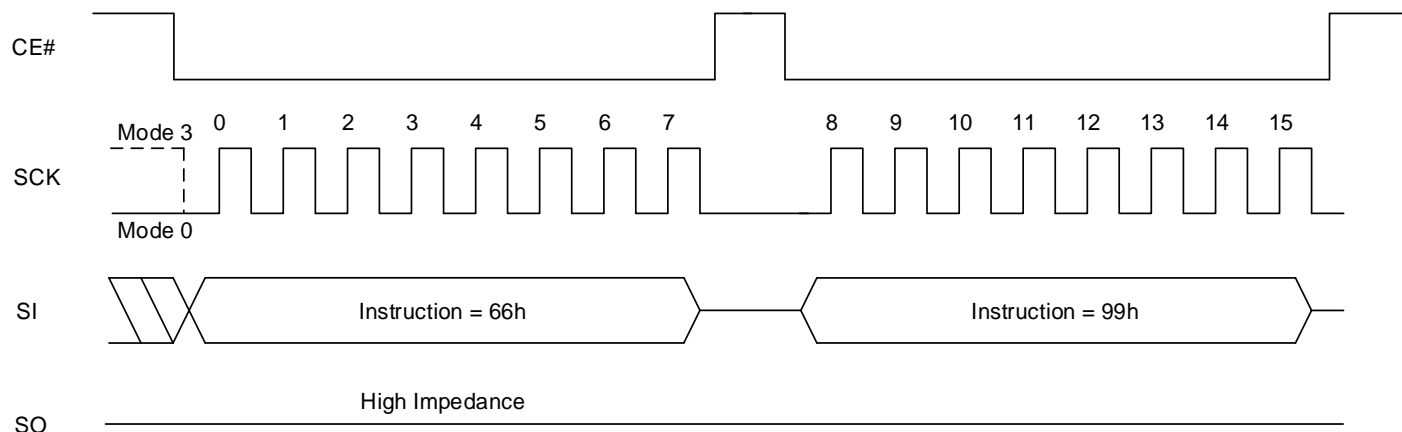 CE#
Mode 3
0 1 2 3 4 5 6 7 8 9 10 11 12 13 14 15
SCK
Mode 0
SI
Instruction = 66h
Instruction = 99h
High Impedance
SO